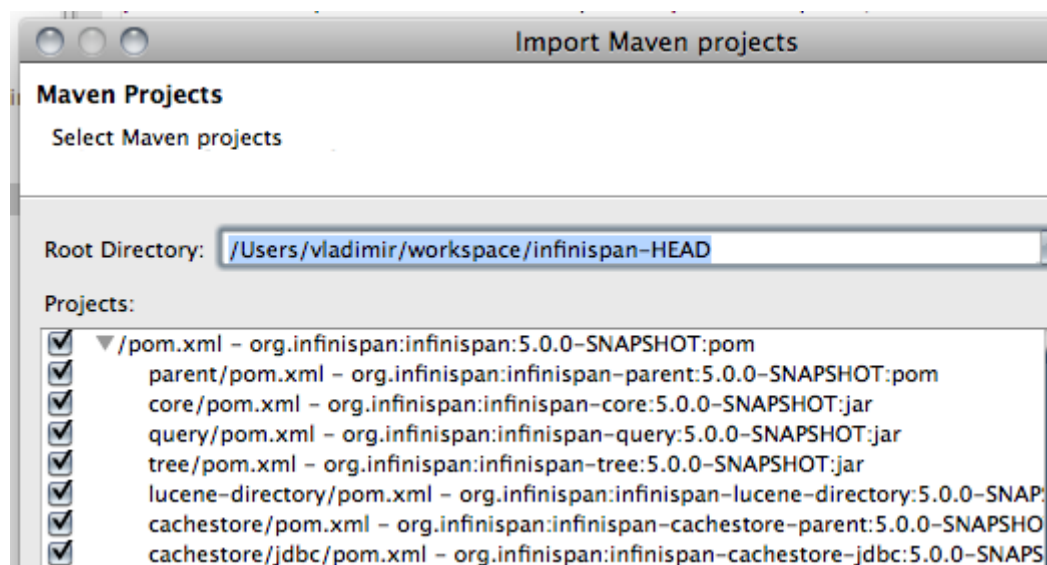 Import Maven projects
Maven Projects
Select Maven projects
Root Directory: /Users/vladimir/workspace/infinispan-HEAD
Projects:
/pom.xml – org.infinispan:infinispan:5.0.0-SNAPSHOT:pom
parent/pom.xml – org.infinispan:infinispan-parent:5.0.0-SNAPSHOT:pom
core/pom.xml – org.infinispan:infinispan-core:5.0.0-SNAPSHOT:jar
query/pom.xml – org.infinispan:infinispan-query:5.0.0-SNAPSHOT:jar
tree/pom.xml – org.infinispan:infinispan-tree:5.0.0-SNAPSHOT:jar
lucene-directory/pom.xml – org.infinispan:infinispan-lucene-directory:5.0.0-SNAP
cachestore/pom.xml – org.infinispan:infinispan-cachestore-parent:5.0.0-SNAPSHO
cachestore/jdbc/pom.xml – org.infinispan:infinispan-cachestore-jdbc:5.0.0-SNAPS